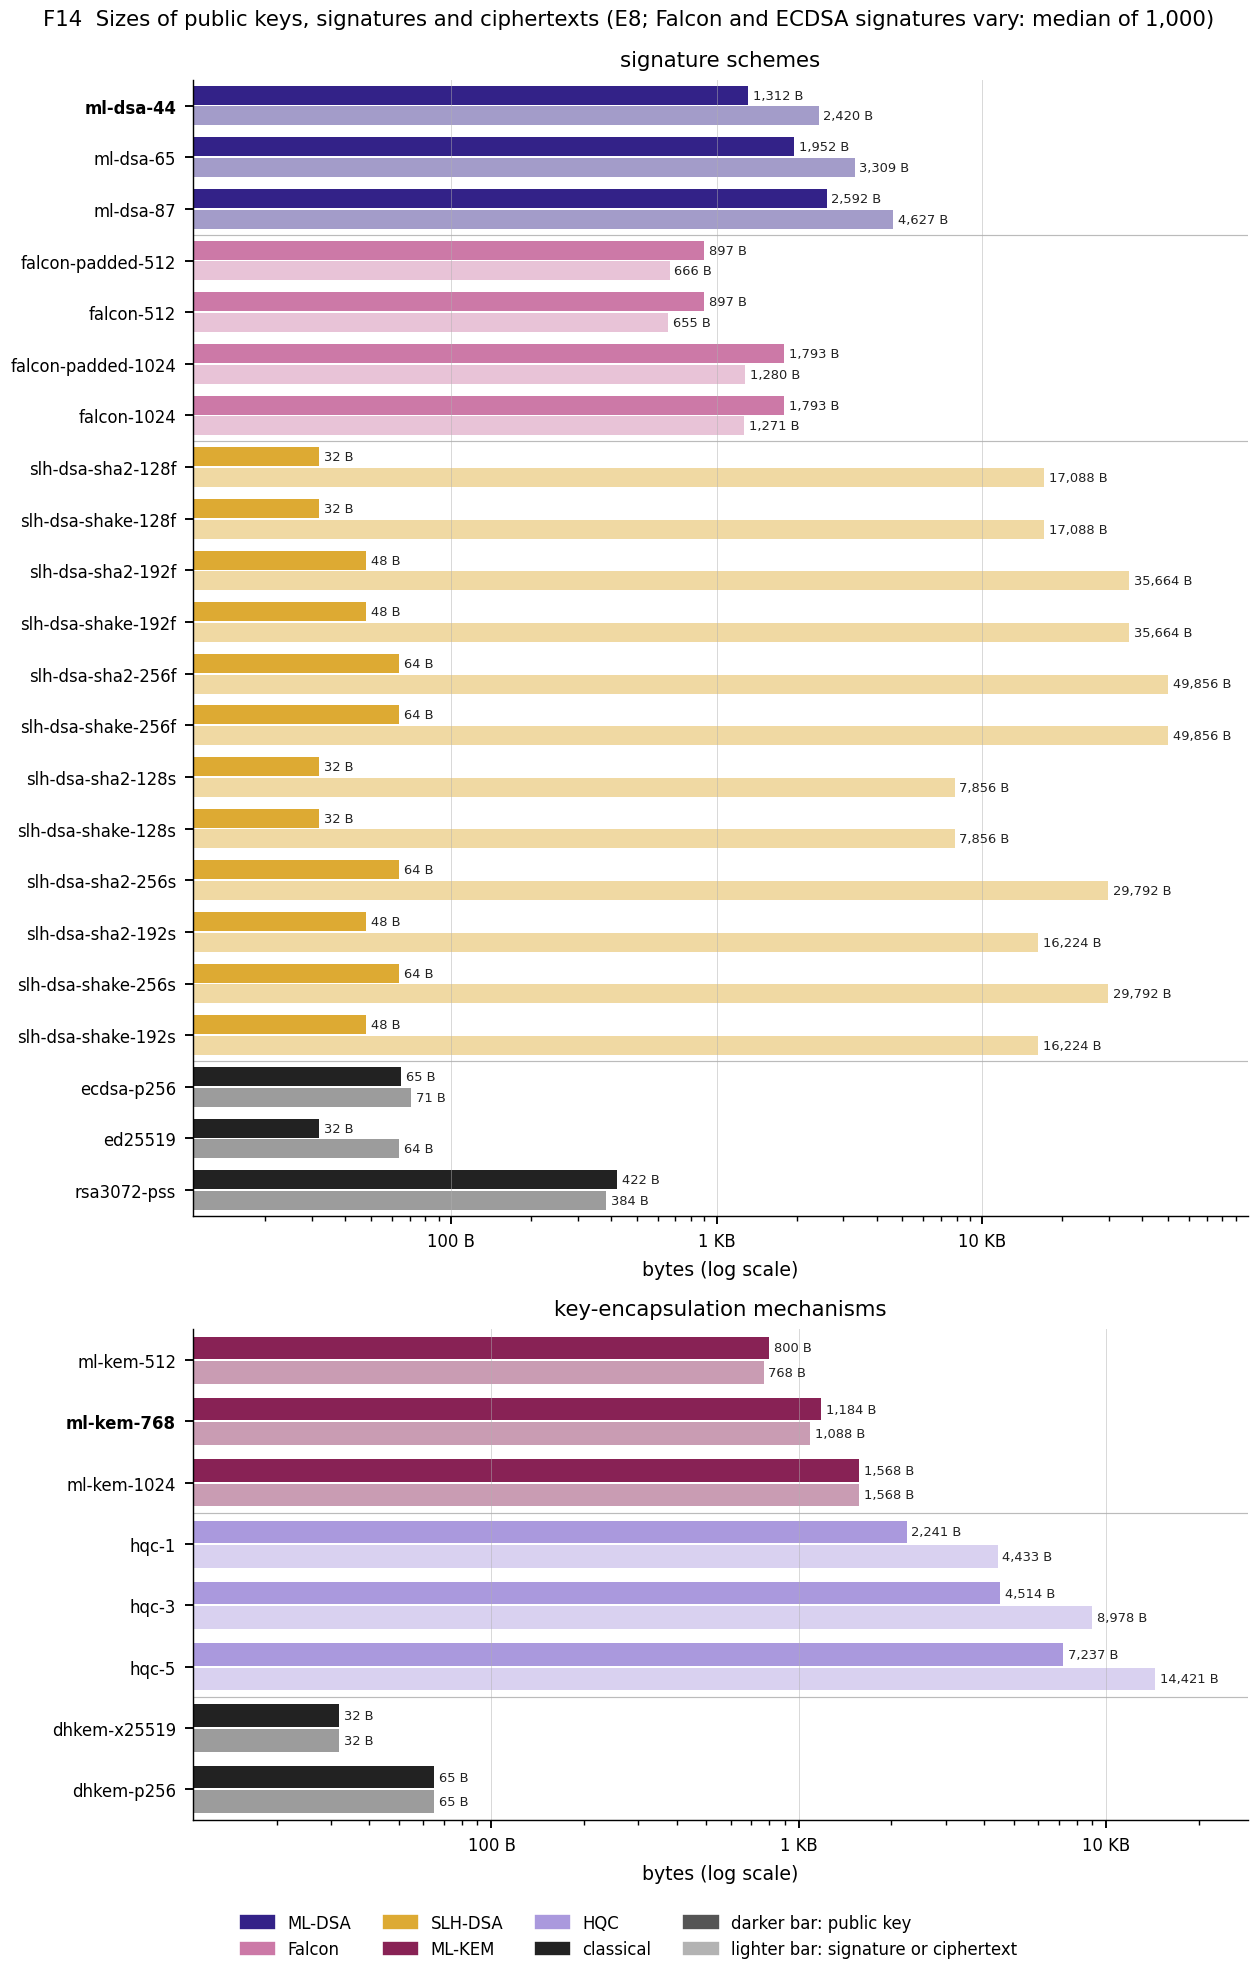 F14  Sizes of public keys, signatures and ciphertexts (E8; Falcon and ECDSA signatures vary: median of 1,000)
signature schemes
ml-dsa-44
1,312 B
2,420 B
ml-dsa-65
1,952 B
3,309 B
ml-dsa-87
2,592 B
4,627 B
falcon-padded-512
897 B
666 B
falcon-512
897 B
655 B
falcon-padded-1024
1,793 B
1,280 B
falcon-1024
1,793 B
1,271 B
slh-dsa-sha2-128f
32 B
17,088 B
slh-dsa-shake-128f
32 B
17,088 B
slh-dsa-sha2-192f
48 B
35,664 B
slh-dsa-shake-192f
48 B
35,664 B
slh-dsa-sha2-256f
64 B
49,856 B
slh-dsa-shake-256f
64 B
49,856 B
slh-dsa-sha2-128s
32 B
7,856 B
slh-dsa-shake-128s
32 B
7,856 B
slh-dsa-sha2-256s
64 B
29,792 B
slh-dsa-sha2-192s
48 B
16,224 B
slh-dsa-shake-256s
64 B
29,792 B
slh-dsa-shake-192s
48 B
16,224 B
ecdsa-p256
65 B
71 B
ed25519
32 B
64 B
rsa3072-pss
422 B
384 B
100 B 1 KB 10 KB
bytes (log scale)
key-encapsulation mechanisms
ml-kem-512
800 B
768 B
ml-kem-768
1,184 B
1,088 B
ml-kem-1024
1,568 B
1,568 B
hqc-1
2,241 B
4,433 B
hqc-3
4,514 B
8,978 B
hqc-5
7,237 B
14,421 B
dhkem-x25519
32 B
32 B
dhkem-p256
65 B
65 B
100 B 1 KB 10 KB
bytes (log scale)
ML-DSA SLH-DSA HQC darker bar: public key
Falcon ML-KEM classical lighter bar: signature or ciphertext